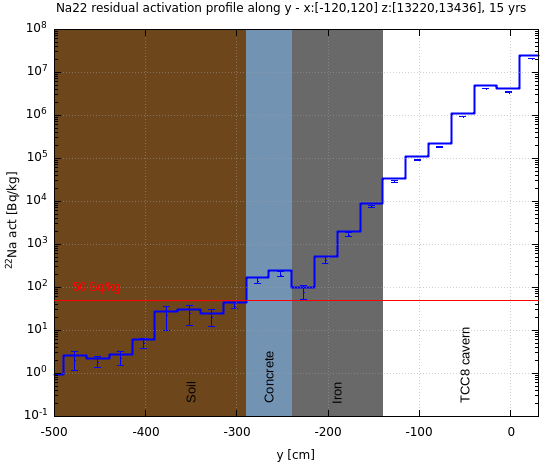 Na22 residual activation profile along y - x:[-120,120] z:[13220,13436], 15 yrs
10⁸
10⁷
10⁶
10⁵
10⁴
10³
10²
10¹
10⁰
10⁻¹
²²Na act [Bq/kg]
50 Bq/kg
Soil
Concrete
Iron
TCC8 cavern
-500 -400 -300 -200 -100 0
y [cm]